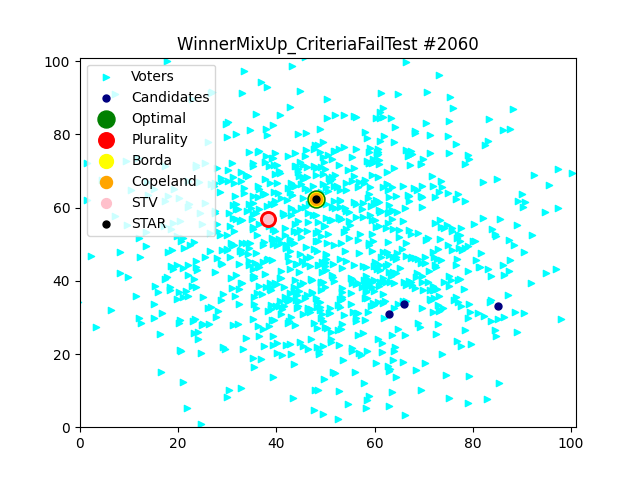 WinnerMixUp_CriteriaFailTest #2060
Voters
Candidates
Optimal
Plurality
Borda
Copeland
STV
STAR
100
80
60
40
20
0
0 20 40 60 80 100